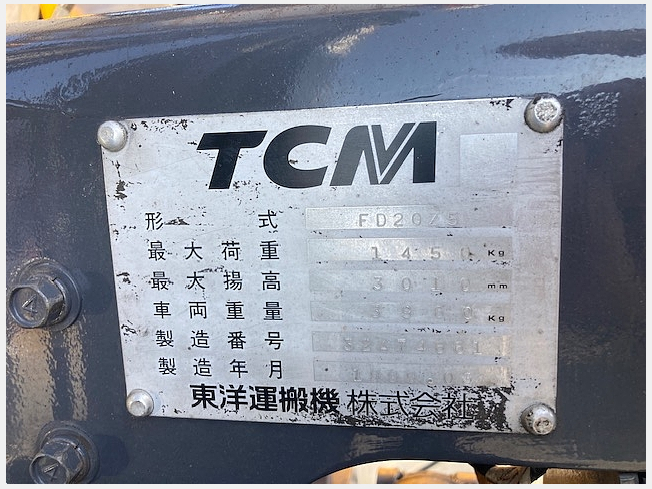 TCM
形式 FD20Z5
最大荷重 1450 Kg
最大揚高 3010 mm
車両重量 Kg
製造番号
製造年月
東洋運搬機株式会社